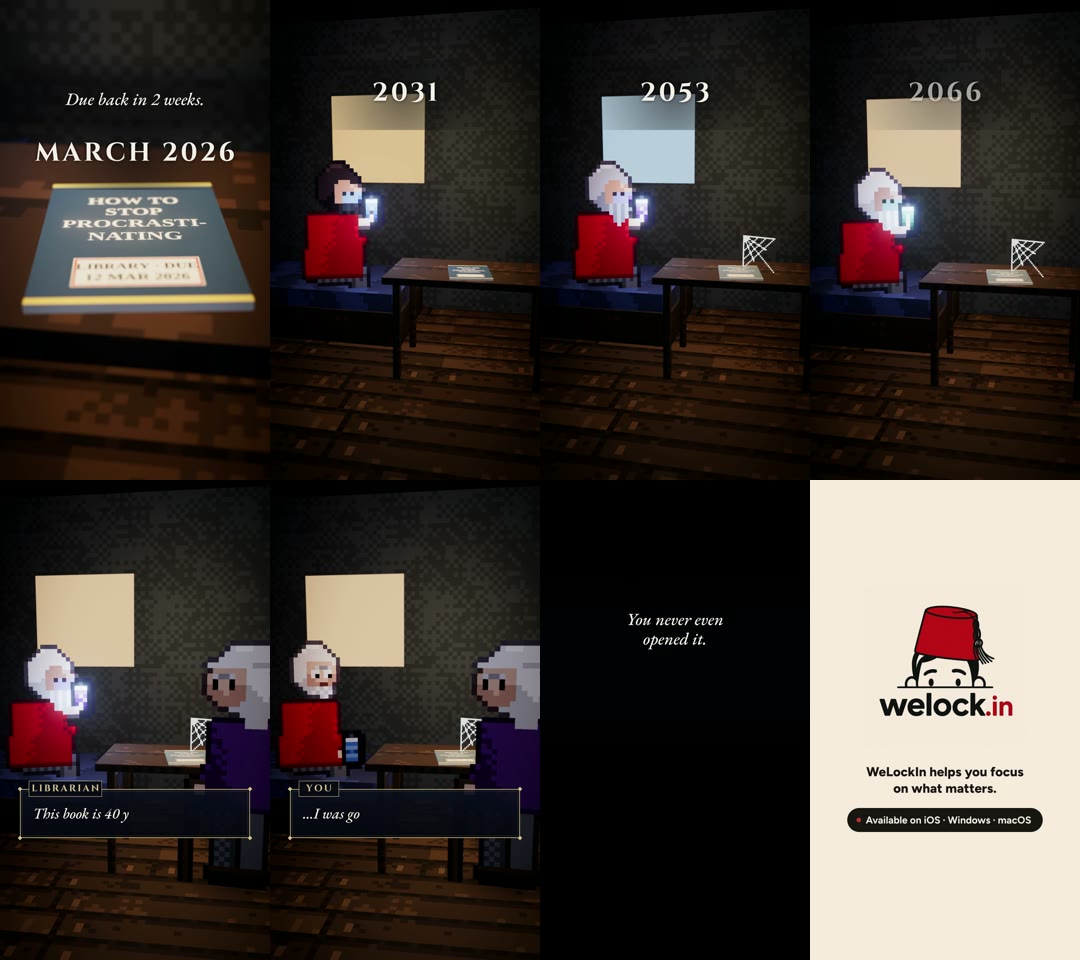 Due back in 2 weeks.
MARCH 2026
HOW TO
STOP
PROCRASTI-
NATING
LIBRARY · DUE
12 MAR 2026
2031
2053
2066
LIBRARIAN
This book is 40 y
YOU
...I was go
You never even
opened it.
welock.in
WeLockIn helps you focus
on what matters.
Available on iOS · Windows · macOS